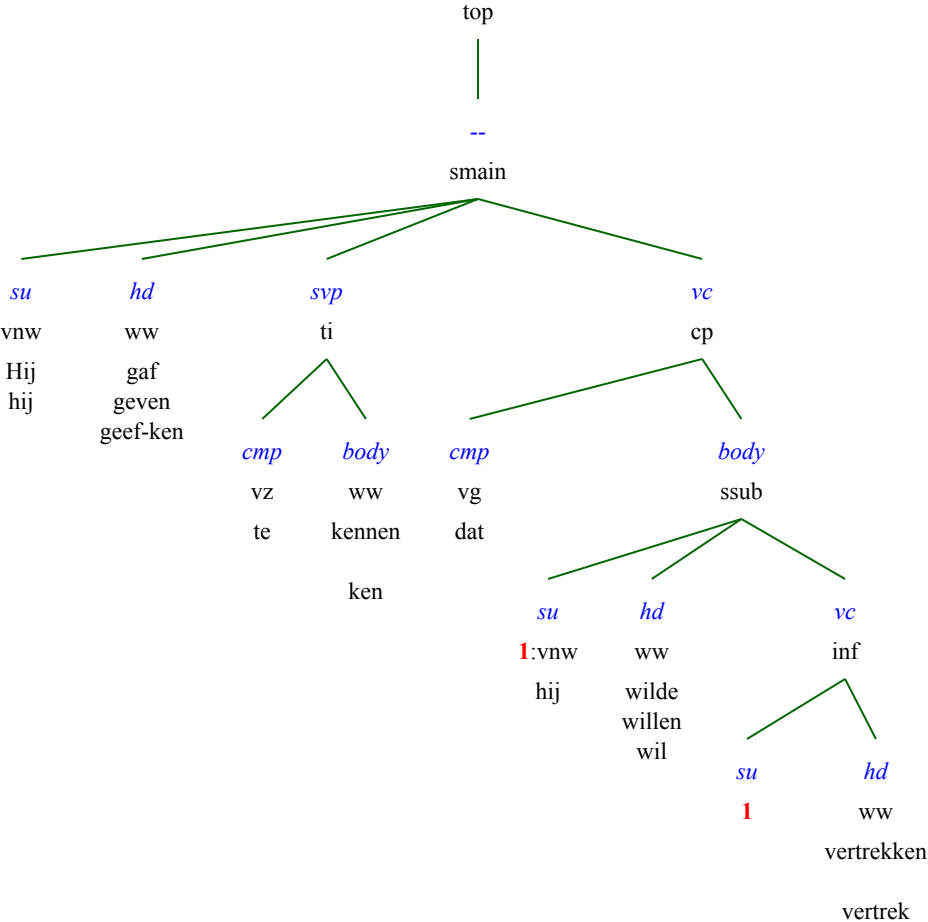 top
--
smain
su hd svp vc
vnw ww ti cp
Hij gaf
hij geven
geef-ken
cmp body cmp body
vz ww vg ssub
te kennen dat
ken
su hd vc
1:vnw ww inf
hij wilde
willen
wil
su hd
1 ww
vertrekken
vertrek